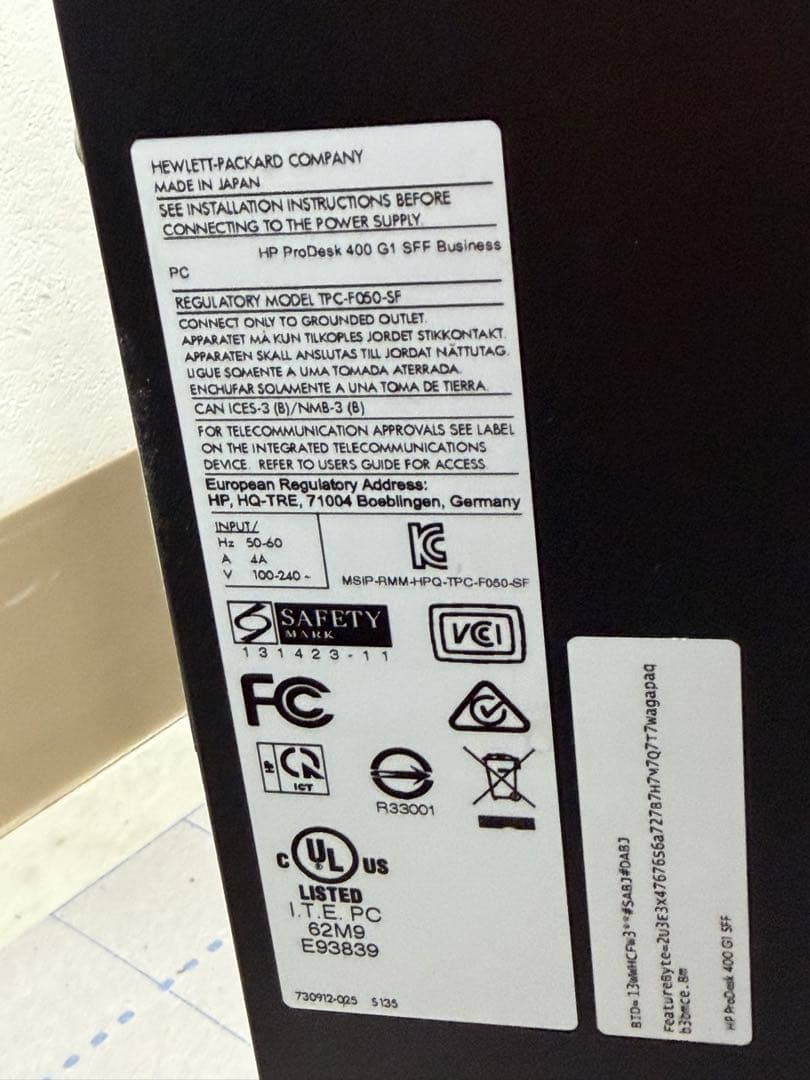 HEWLETT-PACKARD COMPANY
MADE IN JAPAN
SEE INSTALLATION INSTRUCTIONS BEFORE
CONNECTING TO THE POWER SUPPLY.
HP ProDesk 400 G1 SFF Business
PC
REGULATORY MODEL TPC-F050-SF
CONNECT ONLY TO GROUNDED OUTLET.
APPARATET MÅ KUN TILKOPLES JORDET STIKKONTAKT.
APPARATEN SKALL ANSLUTAS TILL JORDAT NÄTTUTAG.
LIGUE SOMENTE A UMA TOMADA ATERRADA.
ENCHUFAR SOLAMENTE A UNA TOMA DE TIERRA.
CAN ICES-3 (B)/NMB-3 (B)
FOR TELECOMMUNICATION APPROVALS SEE LABEL
ON THE INTEGRATED TELECOMMUNICATIONS
DEVICE. REFER TO USERS GUIDE FOR ACCESS.
European Regulatory Address:
HP, HQ-TRE, 71004 Boeblingen, Germany
INPUT/
Hz 50-60
A 4A
V 100-240 ~
MSIP-RMM-HPQ-TPC-F050-SF
SAFETY
MARK
131423-11
VCI
FC
HP
ICT
R33001
C UL US
LISTED
I.T.E. PC
62M9
E93839
730912-025 S135
FeatureByte=2U3E3X47676S6a727B7H7M7Q7T7wagapaq
b3bmce.8m
HP ProDesk 400 G1 SFF